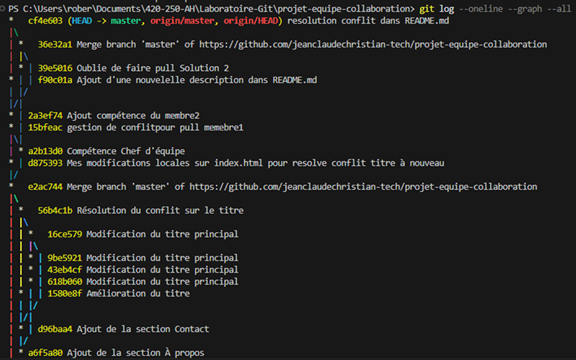 PS C:\Users\rober\Documents\420-250-AH\Laboratoire-Git\projet-equipe-collaboration> git log --oneline --graph --all
* cf4e603 (HEAD -> master, origin/master, origin/HEAD) resolution conflit dans README.md
|\
| * 36e32a1 Merge branch 'master' of https://github.com/jeanclaudechristian-tech/projet-equipe-collaboration
| |\
| * | 39e5016 Oublie de faire pull Solution 2
* | | f90c01a Ajout d'une nouvelelle description dans README.md
| |/
|/|
* | 2a3ef74 Ajout compétence du membre2
* | 15bfeac gestion de conflitpour pull memebre1
|\|
| * a2b13d0 Compétence Chef d'équipe
* | d875393 Mes modifications locales sur index.html pour resolve conflit titre à nouveau
|/
* e2ac744 Merge branch 'master' of https://github.com/jeanclaudechristian-tech/projet-equipe-collaboration
|\
| * 56b4c1b Résolution du conflit sur le titre
| |\
| | * 16ce579 Modification du titre principal
| | |\
| | * | 9be5921 Modification du titre principal
| | * | 43eb4cf Modification du titre principal
| | * | 618b060 Modification du titre principal
| * | | 1580e8f Amélioration du titre
| | |/
| |/|
| * | d96baa4 Ajout de la section Contact
| |/
| * a6f5a80 Ajout de la section À propos